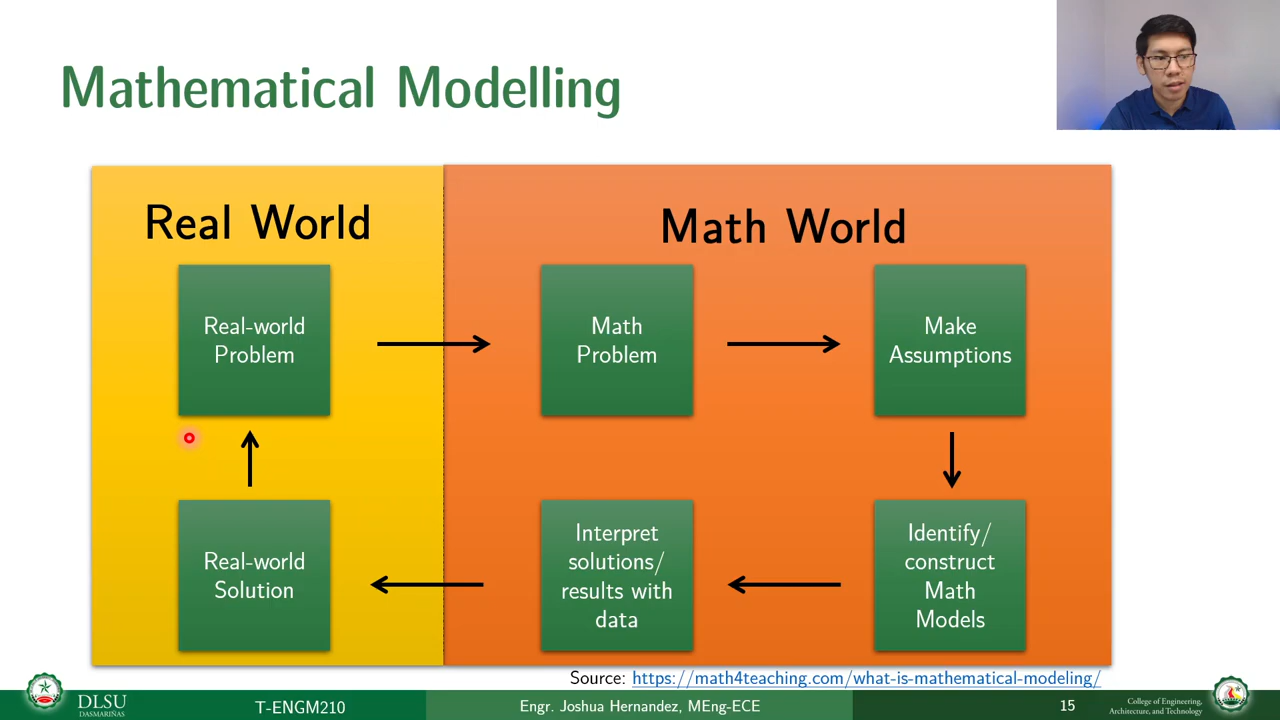 Mathematical Modelling
Real World
Math World
Real-world
Problem
Math
Problem
Make
Assumptions
Real-world
Solution
Interpret
solutions/
results with
data
Identify/
construct
Math
Models
Source: https://math4teaching.com/what-is-mathematical-modeling/
DLSU
DASMARIÑAS
T-ENGM210
Engr. Joshua Hernandez, MEng-ECE
15
College of Engineering,
Architecture, and Technology